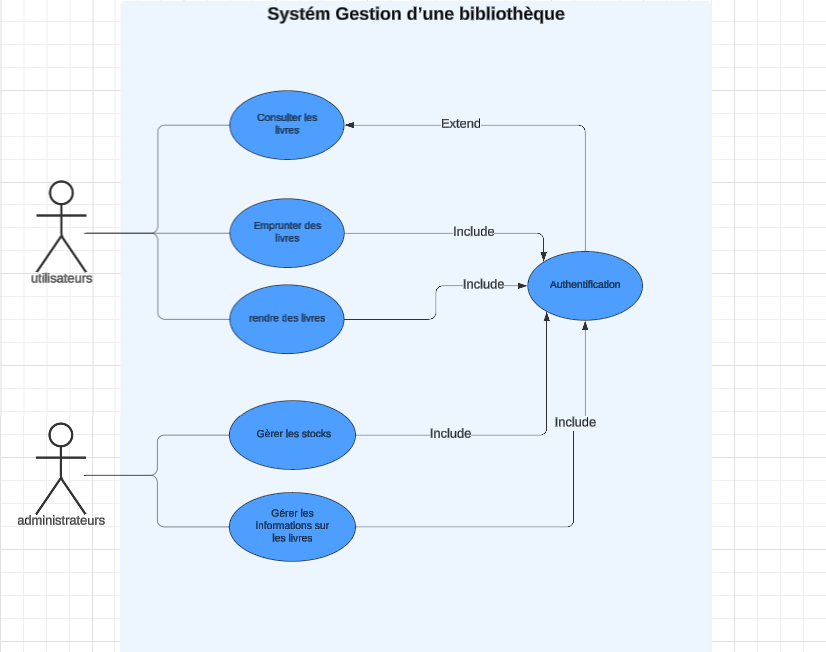 Systém Gestion d'une bibliothèque
Consulter les
livres
Extend
Emprunter des
livres
Include
utilisateurs
Include
Authentification
rendre des livres
Include
Gèrer les stocks
Include
administrateurs
Gérer les
Informations sur
les livres